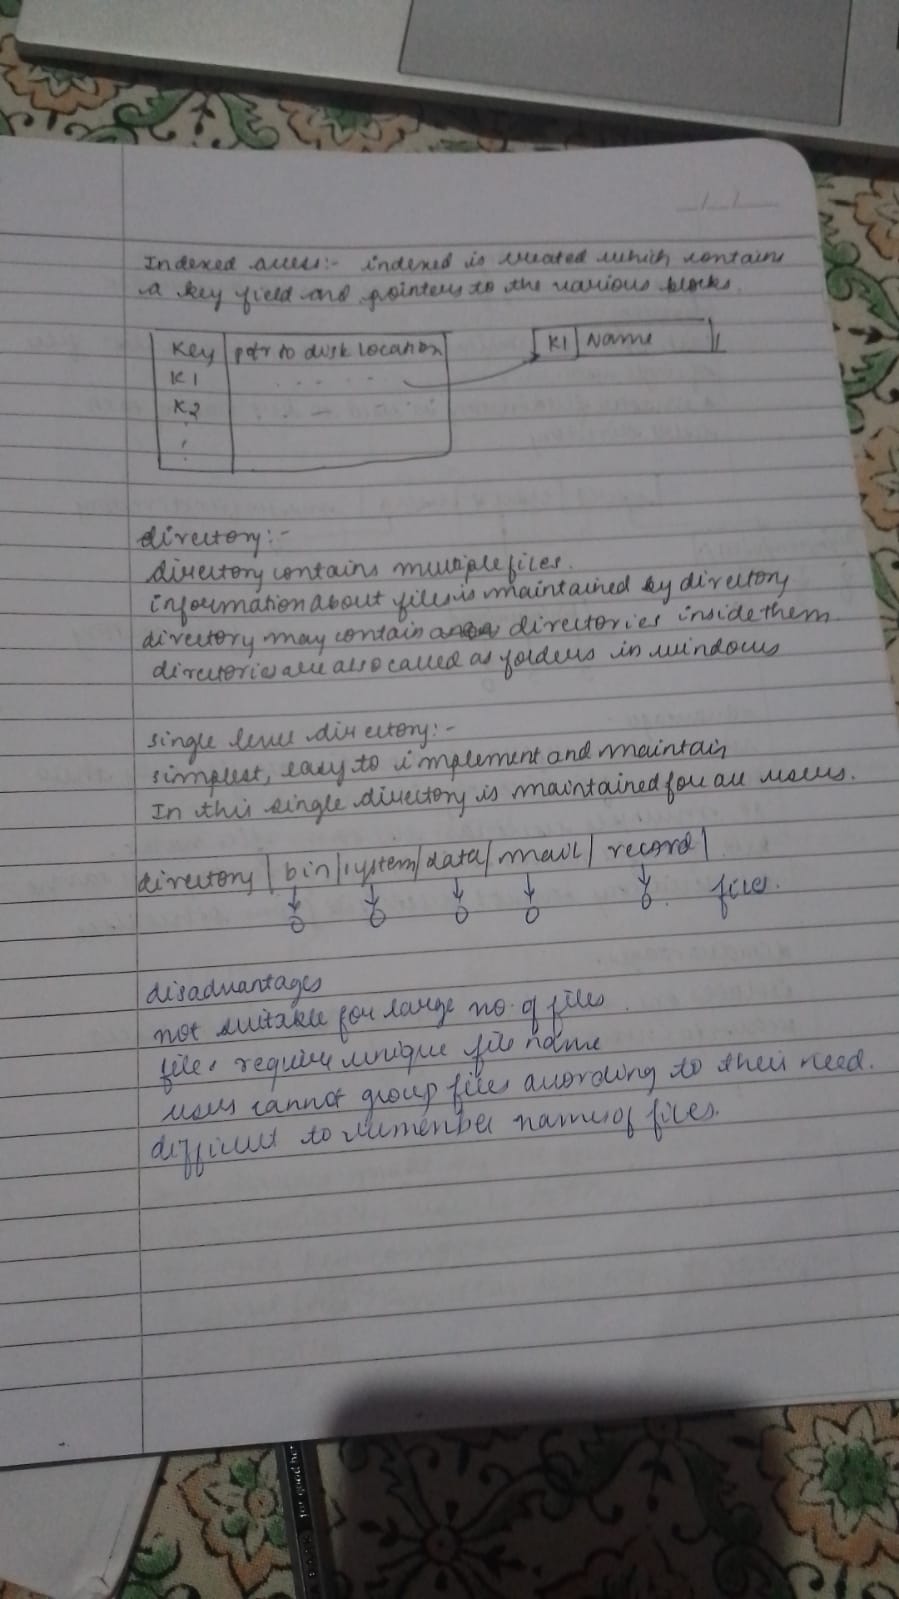 Indexed access:- indexed is created which contains
a key field and pointers to the various blocks.
Key | ptr to disk location
K1 | Name
K1 . . . . .
K2
directory:-
directory contains multiple files.
information about files is maintained by directory
directory may contain directories inside them.
directories are also called as folders in windows
single level directory:-
simplest, easy to implement and maintain
In this single directory is maintained for all users.
directory | bin | system | data | mail | record |
files.
disadvantages
not suitable for large no. of files.
files require unique file name
users cannot group files according to their need.
difficult to remember names of files.
for good han